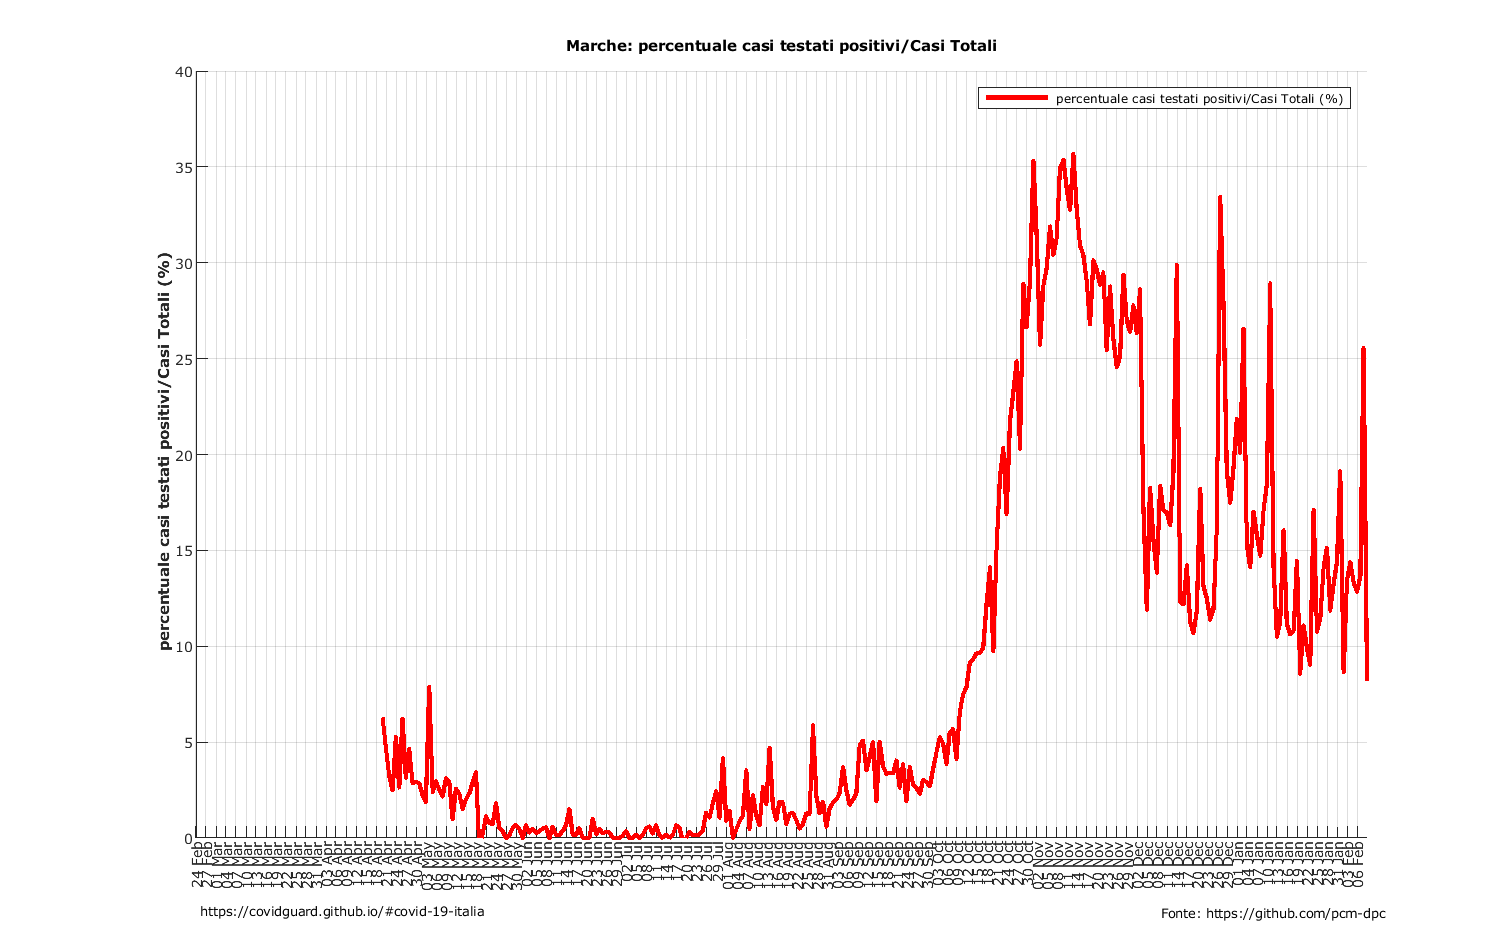 Marche: percentuale casi testati positivi/Casi Totali
percentuale casi testati positivi/Casi Totali (%)
percentuale casi testati positivi/Casi Totali (%)
40
35
30
25
20
15
10
5
0
24 Feb
27 Feb
01 Mar
04 Mar
07 Mar
10 Mar
13 Mar
16 Mar
19 Mar
22 Mar
25 Mar
28 Mar
31 Mar
03 Apr
06 Apr
09 Apr
12 Apr
15 Apr
18 Apr
21 Apr
24 Apr
27 Apr
30 Apr
03 May
06 May
09 May
12 May
15 May
18 May
21 May
24 May
27 May
30 May
02 Jun
05 Jun
08 Jun
11 Jun
14 Jun
17 Jun
20 Jun
23 Jun
26 Jun
29 Jun
02 Jul
05 Jul
08 Jul
11 Jul
14 Jul
17 Jul
20 Jul
23 Jul
26 Jul
29 Jul
01 Aug
04 Aug
07 Aug
10 Aug
13 Aug
16 Aug
19 Aug
22 Aug
25 Aug
28 Aug
31 Aug
03 Sep
06 Sep
09 Sep
12 Sep
15 Sep
18 Sep
21 Sep
24 Sep
27 Sep
30 Sep
03 Oct
06 Oct
09 Oct
12 Oct
15 Oct
18 Oct
21 Oct
24 Oct
27 Oct
30 Oct
02 Nov
05 Nov
08 Nov
11 Nov
14 Nov
17 Nov
20 Nov
23 Nov
26 Nov
29 Nov
02 Dec
05 Dec
08 Dec
11 Dec
14 Dec
17 Dec
20 Dec
23 Dec
26 Dec
29 Dec
01 Jan
04 Jan
07 Jan
10 Jan
13 Jan
16 Jan
19 Jan
22 Jan
25 Jan
28 Jan
31 Jan
03 Feb
06 Feb
https://covidguard.github.io/#covid-19-italia
Fonte: https://github.com/pcm-dpc